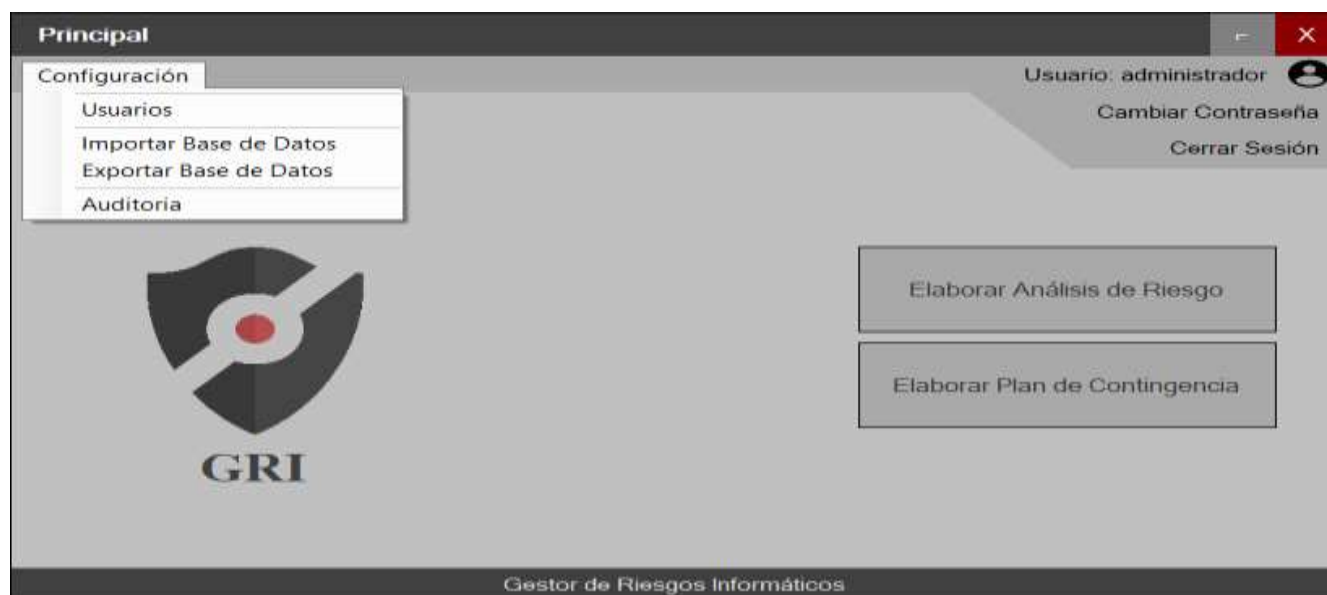 Principal
Configuración
Usuario: administrador
Usuarios
Cambiar Contraseña
Importar Base de Datos
Cerrar Sesión
Exportar Base de Datos
Auditoria
Elaborar Análisis de Riesgo
Elaborar Plan de Contingencia
GRI
Gestor de Riesgos Informáticos